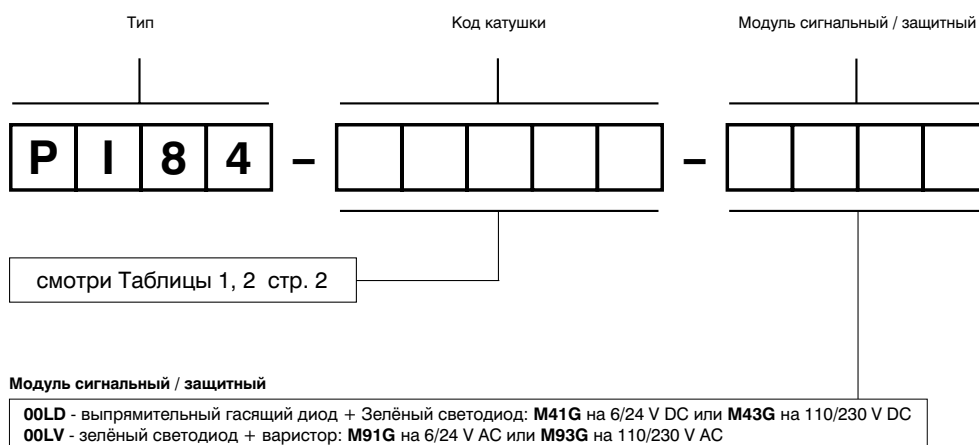 Тип Код катушки Модуль сигнальный / защитный
P I 8 4 – –
смотри Таблицы 1, 2 стр. 2
Модуль сигнальный / защитный
00LD - выпрямительный гасящий диод + Зелёный светодиод: M41G на 6/24 V DC или M43G на 110/230 V DC
00LV - зелёный светодиод + варистор: M91G на 6/24 V AC или M93G на 110/230 V AC